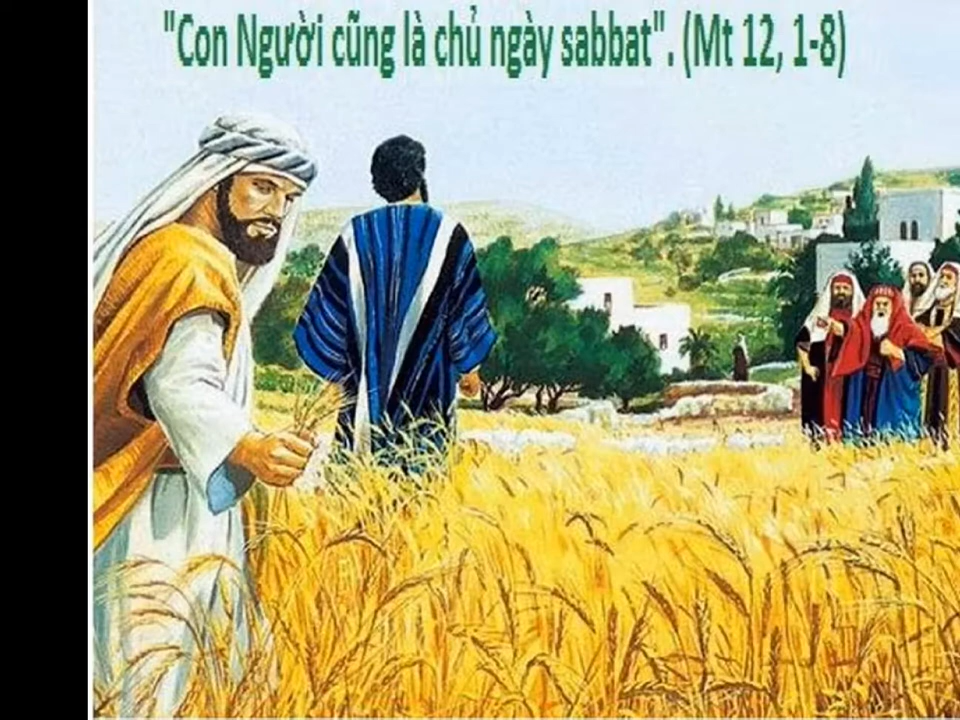 "Con Người cũng là chủ ngày sabbat". (Mt 12, 1-8)